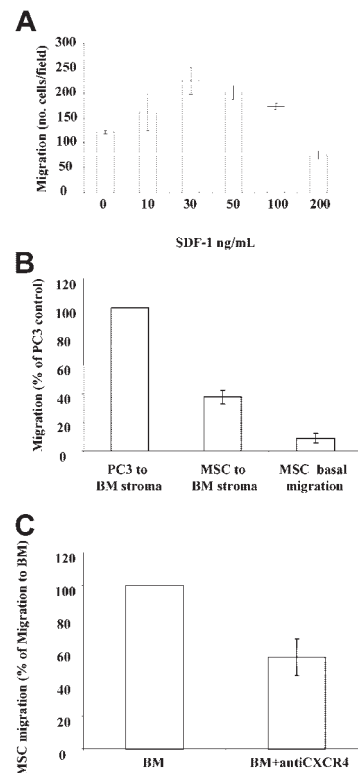 A
Migration (no. cells/field)
300
250
200
150
100
50
0
0 10 30 50 100 200
SDF-1 ng/mL
B
Migration (% of PC3 control)
120
100
80
60
40
20
0
PC3 to MSC to MSC basal
BM stroma BM stroma migration
C
MSC migration (% of Migration to BM)
120
100
80
60
40
20
0
BM BM+antiCXCR4